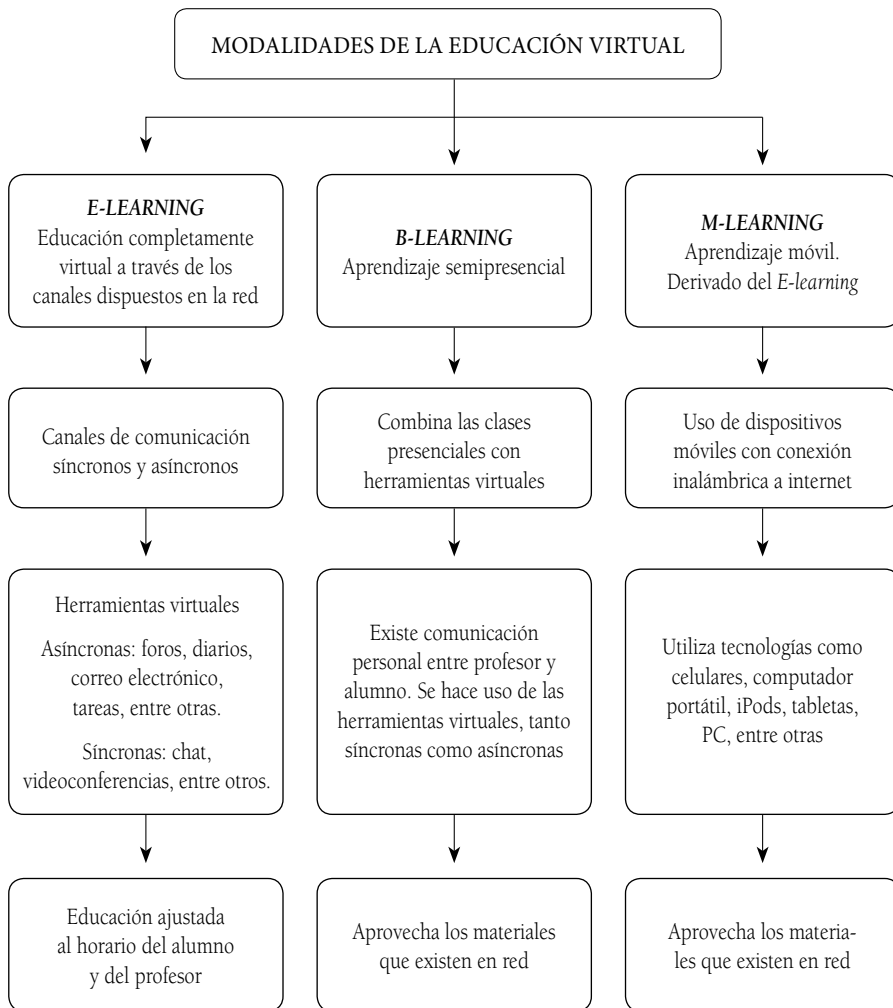 MODALIDADES DE LA EDUCACIÓN VIRTUAL
E-LEARNING
Educación completamente
virtual a través de los
canales dispuestos en la red
Canales de comunicación
síncronos y asíncronos
Herramientas virtuales
Asíncronas: foros, diarios,
correo electrónico,
tareas, entre otras.
Síncronas: chat,
videoconferencias, entre otros.
Educación ajustada
al horario del alumno
y del profesor
B-LEARNING
Aprendizaje semipresencial
Combina las clases
presenciales con
herramientas virtuales
Existe comunicación
personal entre profesor y
alumno. Se hace uso de las
herramientas virtuales, tanto
síncronas como asíncronas
Aprovecha los materiales
que existen en red
M-LEARNING
Aprendizaje móvil.
Derivado del E-learning
Uso de dispositivos
móviles con conexión
inalámbrica a internet
Utiliza tecnologías como
celulares, computador
portátil, iPods, tabletas,
PC, entre otras
Aprovecha los materia-
les que existen en red